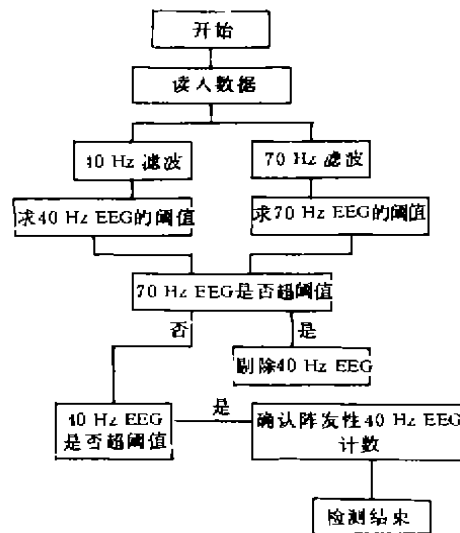 开始
读入数据
40 Hz 滤波
70 Hz 滤波
求40 Hz EEG的阈值
求70 Hz EEG的阈值
70 Hz EEG是否超阈值
否
是
剔除40 Hz EEG
40 Hz EEG
是否超阈值
是
确认阵发性40 Hz EEG
计数
检测结束